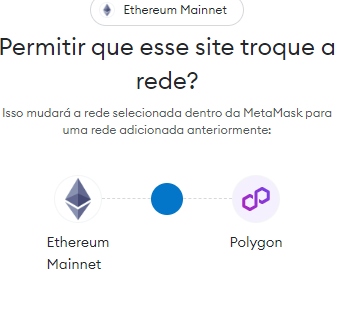 Ethereum Mainnet
Permitir que esse site troque a
rede?
Isso mudará a rede selecionada dentro da MetaMask para
uma rede adicionada anteriormente:
Ethereum Polygon
Mainnet